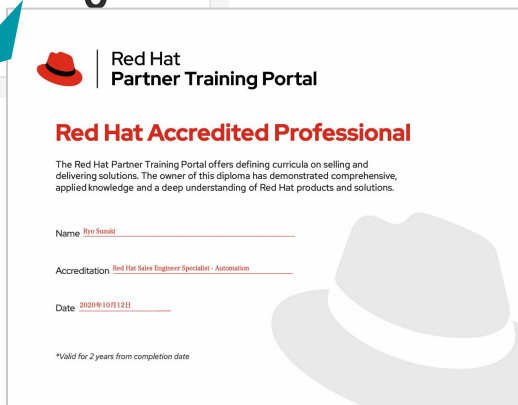 Red Hat
Partner Training Portal
Red Hat Accredited Professional
The Red Hat Partner Training Portal offers defining curricula on selling and
delivering solutions. The owner of this diploma has demonstrated comprehensive,
applied knowledge and a deep understanding of Red Hat products and solutions.
Name Ryo Suzuki
Accreditation Red Hat Sales Engineer Specialist - Automation
Date 2020年10月12日
*Valid for 2 years from completion date